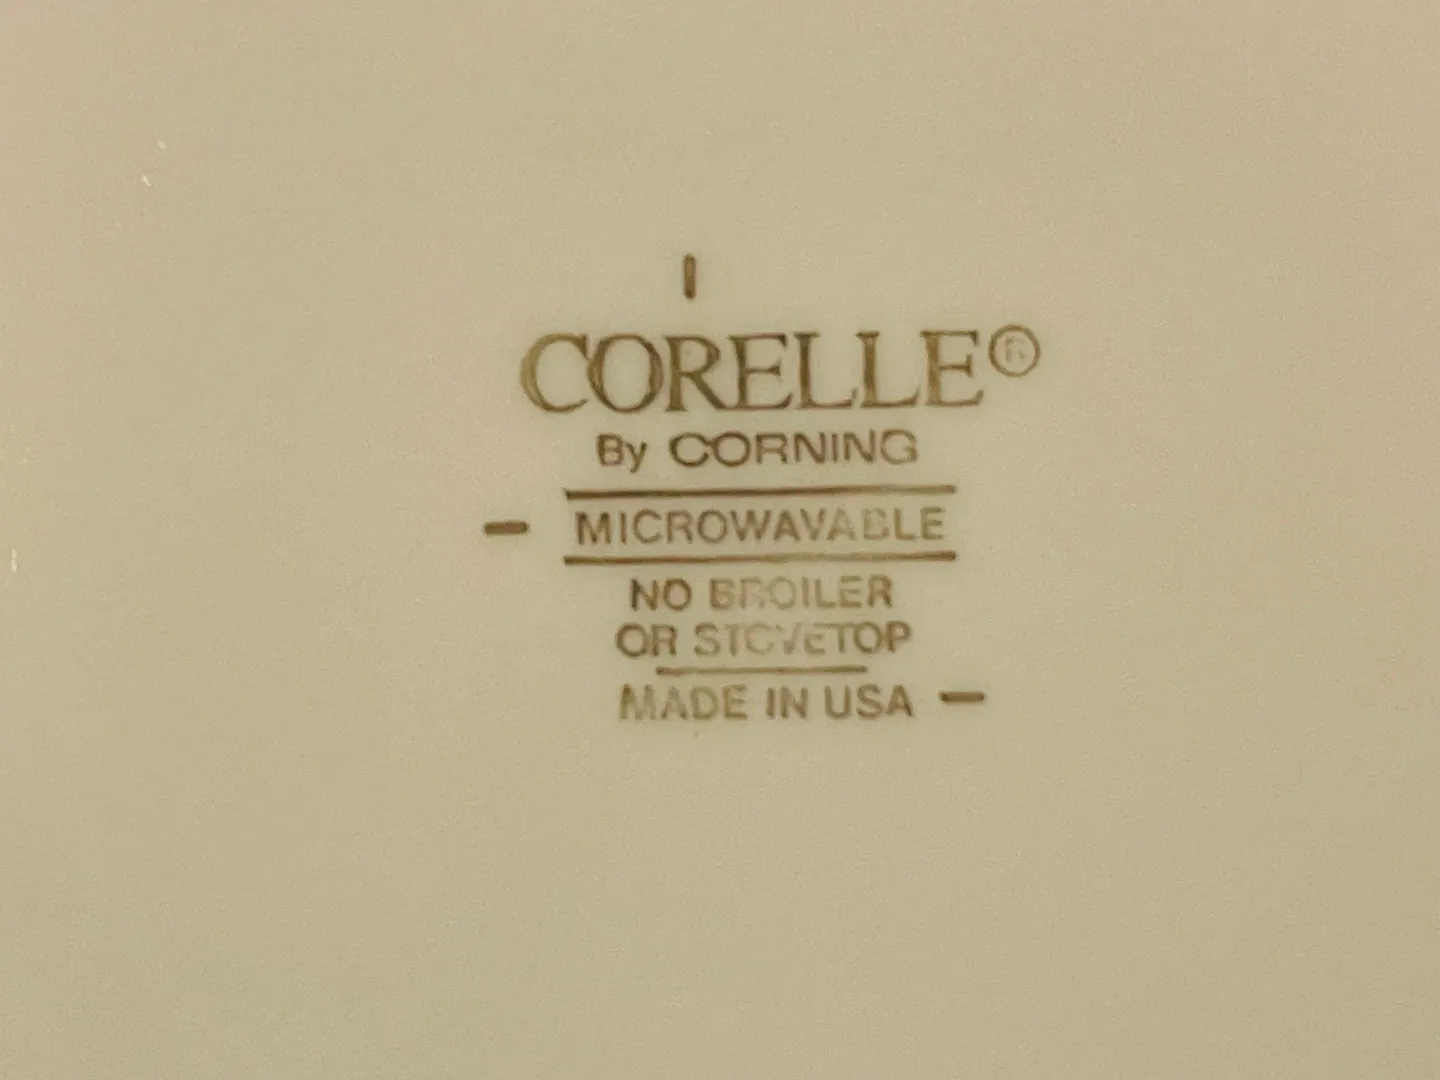 CORELLE®
By CORNING
MICROWAVABLE
NO BROILER
OR STOVETOP
MADE IN USA